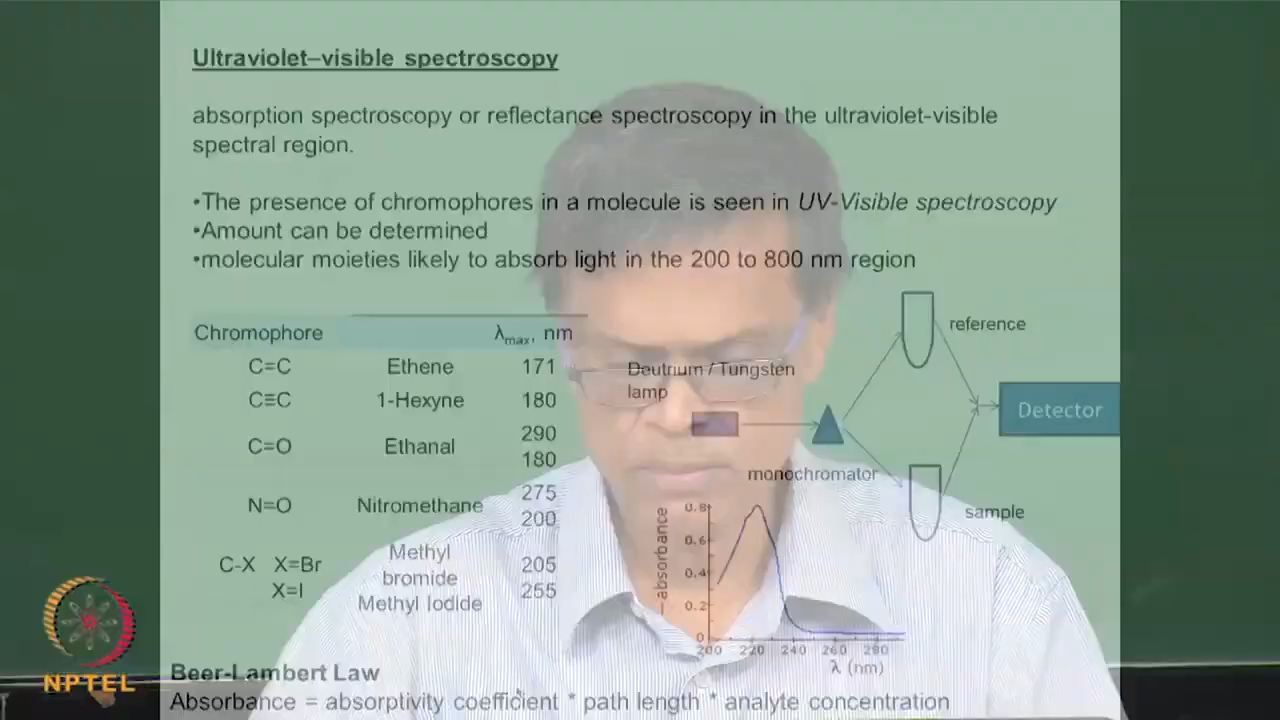 Ultraviolet–visible spectroscopy
absorption spectroscopy or reflectance spectroscopy in the ultraviolet-visible
spectral region.
•The presence of chromophores in a molecule is seen in UV-Visible spectroscopy
•Amount can be determined
•molecular moieties likely to absorb light in the 200 to 800 nm region
Chromophore λmax, nm
C=C Ethene 171
C≡C 1-Hexyne 180
C=O Ethanal 290
180
N=O Nitromethane 275
200
C-X X=Br Methyl bromide 205
X=I Methyl Iodide 255
reference
Deutrium / Tungsten
lamp
Detector
monochromator
sample
absorbance
0.8
0.6
0.4
0.2
0
200 220 240 260 280
λ (nm)
NPTEL
Beer-Lambert Law
Absorbance = absorptivity coefficient * path length * analyte concentration